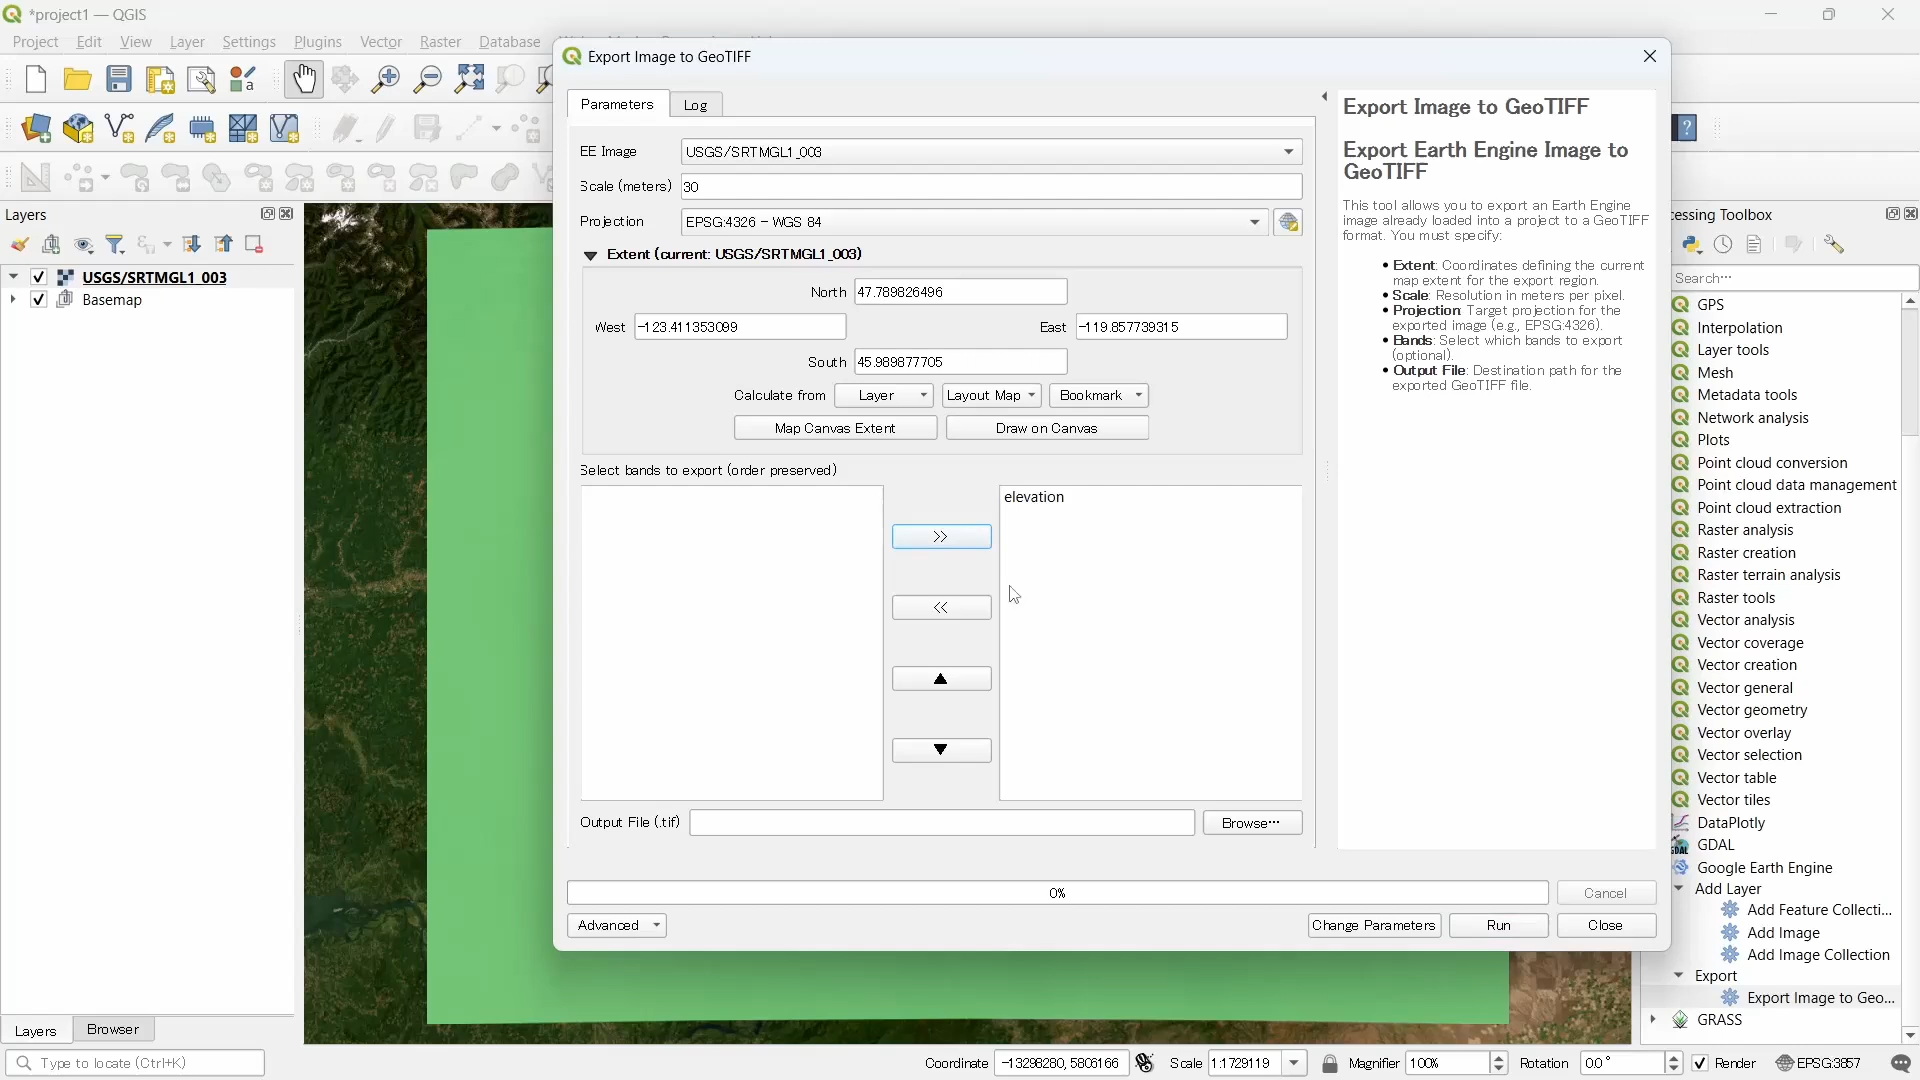 *project1 — QGIS
Project Edit View Layer Settings Plugins Vector Raster Database
Export Image to GeoTIFF
Parameters Log
EE Image USGS/SRTMGL1_003
Scale (meters) 30
Projection EPSG:4326 - WGS 84
Extent (current: USGS/SRTMGL1_003)
North 47.789826496
West -123.411353099 East -119.857739315
South 45.989877705
Calculate from Layer Layout Map Bookmark
Map Canvas Extent Draw on Canvas
Select bands to export (order preserved)
elevation
>>
<<
▲
▼
Output File (.tif) Browse…
0% Cancel
Advanced Change Parameters Run Close
Export Image to GeoTIFF
Export Earth Engine Image to
GeoTIFF
This tool allows you to export an Earth Engine
image already loaded into a project to a GeoTIFF
format. You must specify:
• Extent: Coordinates defining the current
map extent for the export region.
• Scale: Resolution in meters per pixel.
• Projection: Target projection for the
exported image (e.g., EPSG:4326).
• Bands: Select which bands to export
(optional).
• Output File: Destination path for the
exported GeoTIFF file.
Layers
USGS/SRTMGL1 003
Basemap
Layers Browser
Type to locate (Ctrl+K)
cessing Toolbox
Search…
GPS
Interpolation
Layer tools
Mesh
Metadata tools
Network analysis
Plots
Point cloud conversion
Point cloud data management
Point cloud extraction
Raster analysis
Raster creation
Raster terrain analysis
Raster tools
Vector analysis
Vector coverage
Vector creation
Vector general
Vector geometry
Vector overlay
Vector selection
Vector table
Vector tiles
DataPlotly
GDAL
Google Earth Engine
Add Layer
Add Feature Collecti...
Add Image
Add Image Collection
Export
Export Image to Geo...
GRASS
Coordinate -13298280, 5806166 Scale 1:1729119 Magnifier 100% Rotation 0.0 ° Render EPSG:3857